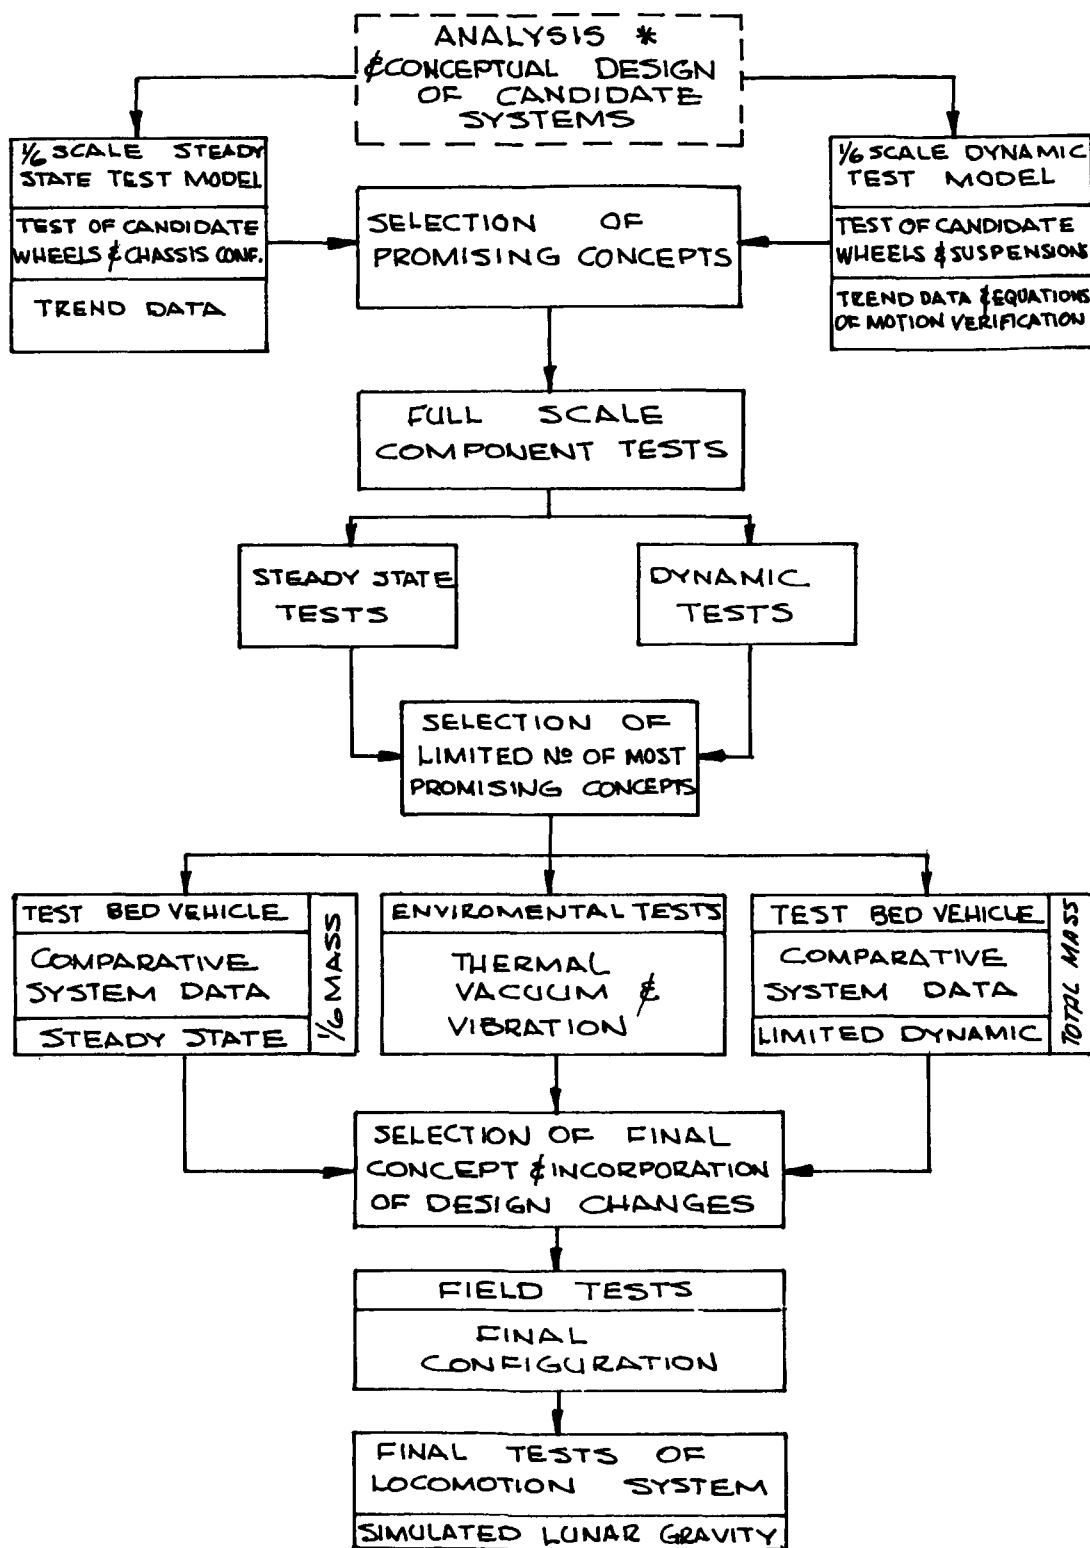 ANALYSIS *
& CONCEPTUAL DESIGN
OF CANDIDATE
SYSTEMS
1/6 SCALE STEADY
STATE TEST MODEL
TEST OF CANDIDATE
WHEELS & CHASSIS CONF.
TREND DATA
SELECTION OF
PROMISING CONCEPTS
1/6 SCALE DYNAMIC
TEST MODEL
TEST OF CANDIDATE
WHEELS & SUSPENSIONS
TREND DATA & EQUATIONS
OF MOTION VERIFICATION
FULL SCALE
COMPONENT TESTS
STEADY STATE
TESTS
DYNAMIC
TESTS
SELECTION OF
LIMITED Nº OF MOST
PROMISING CONCEPTS
TEST BED VEHICLE
COMPARATIVE
SYSTEM DATA
STEADY STATE
1/6 MASS
ENVIROMENTAL TESTS
THERMAL
VACUUM &
VIBRATION
TEST BED VEHICLE
COMPARATIVE
SYSTEM DATA
LIMITED DYNAMIC
TOTAL MASS
SELECTION OF FINAL
CONCEPT & INCORPORATION
OF DESIGN CHANGES
FIELD TESTS
FINAL
CONFIGURATION
FINAL TESTS OF
LOCOMOTION SYSTEM
SIMULATED LUNAR GRAVITY